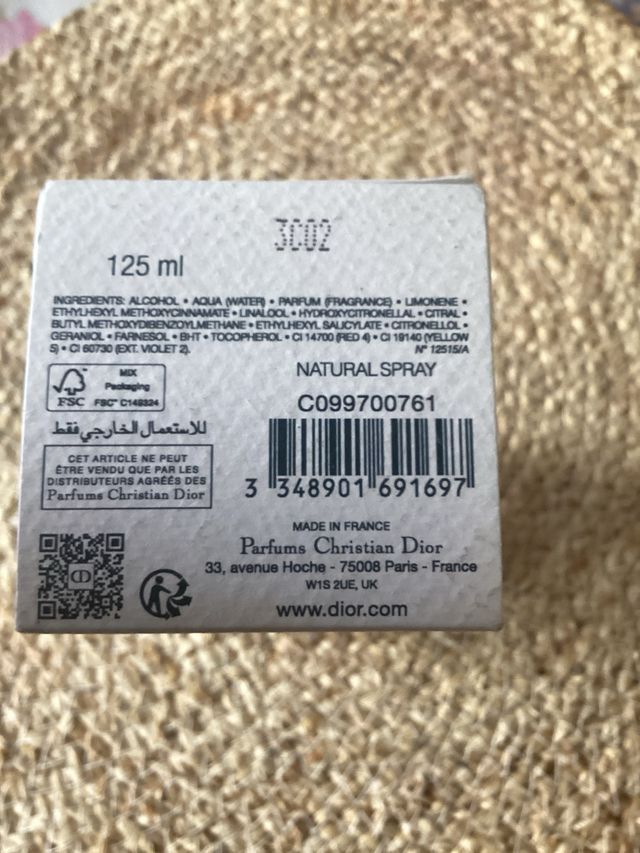 3C02
125 ml
INGREDIENTS: ALCOHOL • AQUA (WATER) • PARFUM (FRAGRANCE) • LIMONENE •
ETHYLHEXYL METHOXYCINNAMATE • LINALOOL • HYDROXYCITRONELLAL • CITRAL •
BUTYL METHOXYDIBENZOYLMETHANE • ETHYLHEXYL SALICYLATE • CITRONELLOL •
GERANIOL • FARNESOL • BHT • TOCOPHEROL • CI 14700 (RED 4) • CI 19140 (YELLOW
5) • CI 60730 (EXT. VIOLET 2). N° 12515/A
NATURAL SPRAY
MIX
Packaging
FSC FSC™ C149324
C099700761
للاستعمال الخارجي فقط
CET ARTICLE NE PEUT
ÊTRE VENDU QUE PAR LES
DISTRIBUTEURS AGRÉÉS DES
Parfums Christian Dior
3 348901 691697
MADE IN FRANCE
Parfums Christian Dior
33, avenue Hoche - 75008 Paris - France
W1S 2UE, UK
www.dior.com
CD